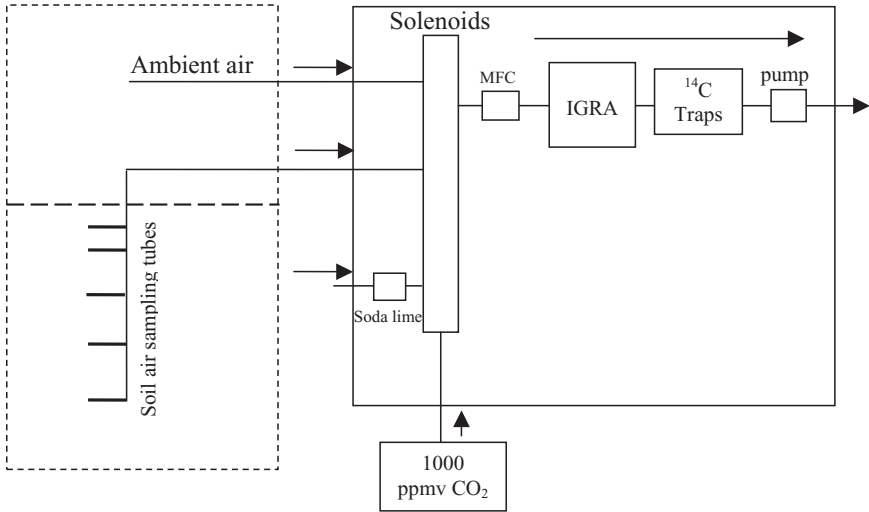 Solenoids
Ambient air
MFC
IGRA
¹⁴C
Traps
pump
Soil air sampling tubes
Soda lime
1000
ppmv CO₂